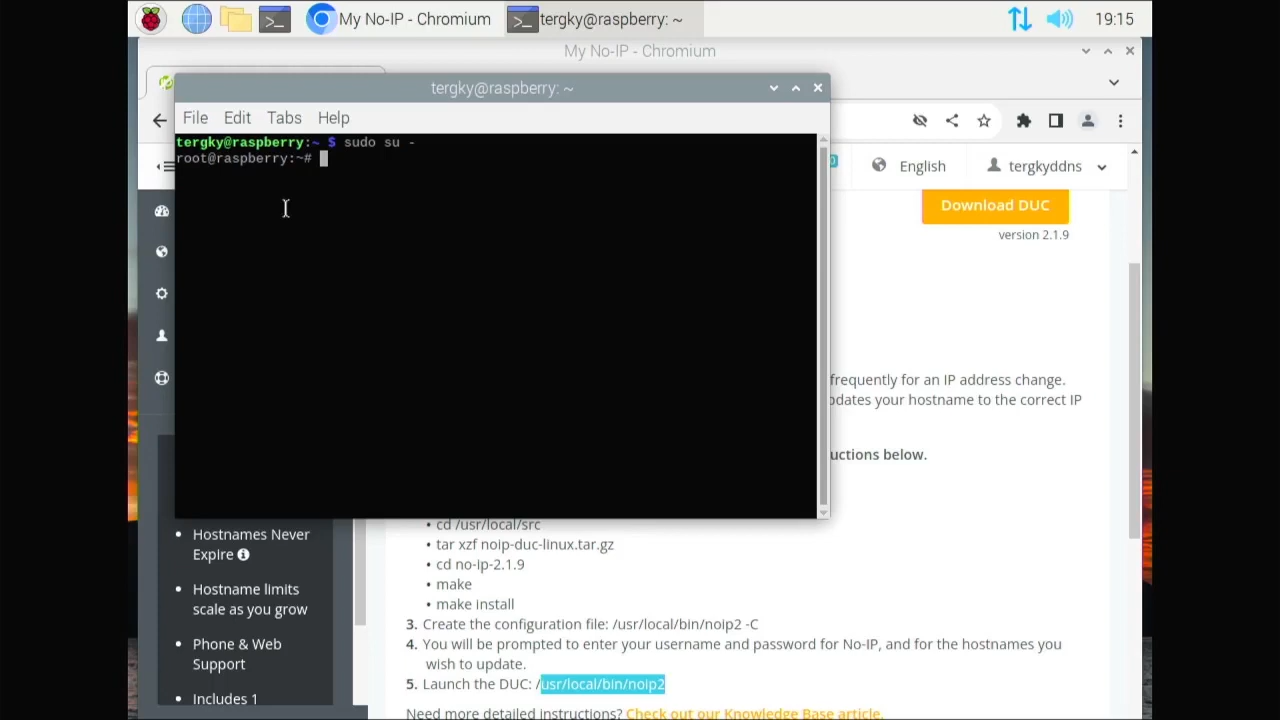 My No-IP - Chromium
tergky@raspberry: ~
19:15
My No-IP - Chromium
tergky@raspberry: ~
File Edit Tabs Help
tergky@raspberry:~ $ sudo su -
root@raspberry:~#
English
tergkyddns
Download DUC
version 2.1.9
frequently for an IP address change.
pdates your hostname to the correct IP
uctions below.
• cd /usr/local/src
• tar xzf noip-duc-linux.tar.gz
• cd no-ip-2.1.9
• make
• make install
3. Create the configuration file: /usr/local/bin/noip2 -C
4. You will be prompted to enter your username and password for No-IP, and for the hostnames you
wish to update.
5. Launch the DUC: /usr/local/bin/noip2
Need more detailed instructions? Check out our Knowledge Base article.
• Hostnames Never
Expire
• Hostname limits
scale as you grow
• Phone & Web
Support
• Includes 1